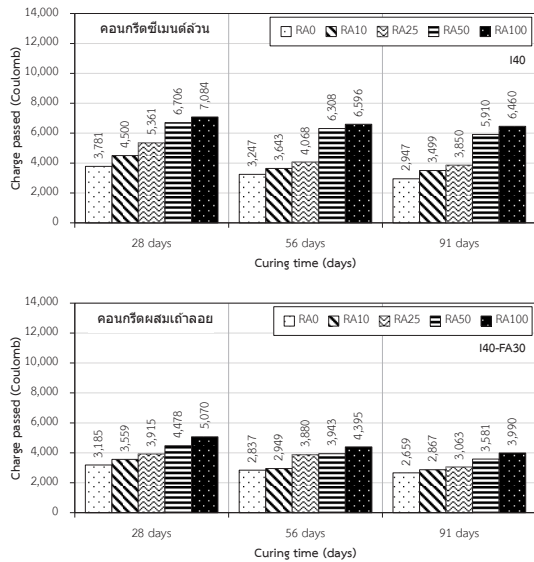 14,000
12,000
10,000
8,000
6,000
4,000
2,000
0
Charge passed (Coulomb)
คอนกรีตซีเมนต์ล้วน
RA0 RA10 RA25 RA50 RA100
I40
3,781 4,500 5,361 6,706 7,084
3,247 3,643 4,068 6,308 6,596
2,947 3,499 3,850 5,910 6,460
28 days 56 days 91 days
Curing time (days)
14,000
12,000
10,000
8,000
6,000
4,000
2,000
0
Charge passed (Coulomb)
คอนกรีตผสมเถ้าลอย
RA0 RA10 RA25 RA50 RA100
I40-FA30
3,185 3,559 3,915 4,478 5,070
2,837 2,949 3,880 3,943 4,395
2,659 2,867 3,063 3,581 3,990
28 days 56 days 91 days
Curing time (days)